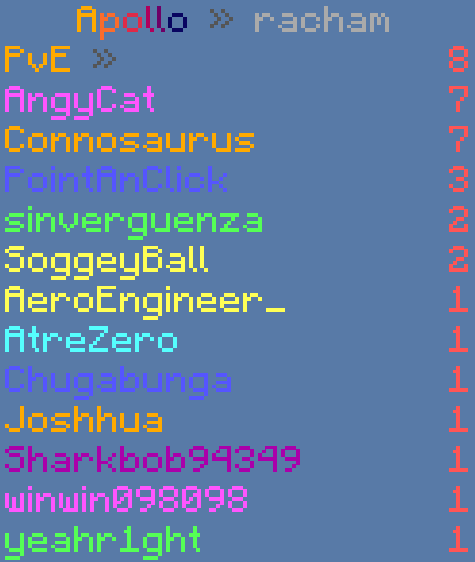 Apollo » racham
PvE » 8
AngyCat 7
Connosaurus 7
PointAnClick 3
sinverguenza 2
SoggeyBall 2
AeroEngineer_ 1
AtreZero 1
Chugabunga 1
Joshhua 1
Sharkbob94349 1
winwin098098 1
yeahr1ght 1